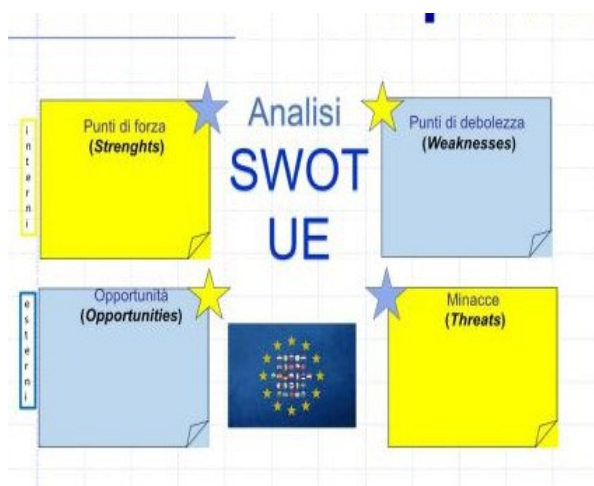 Analisi
SWOT
UE
interni
Punti di forza
(Strenghts)
Punti di debolezza
(Weaknesses)
esterni
Opportunità
(Opportunities)
Minacce
(Threats)